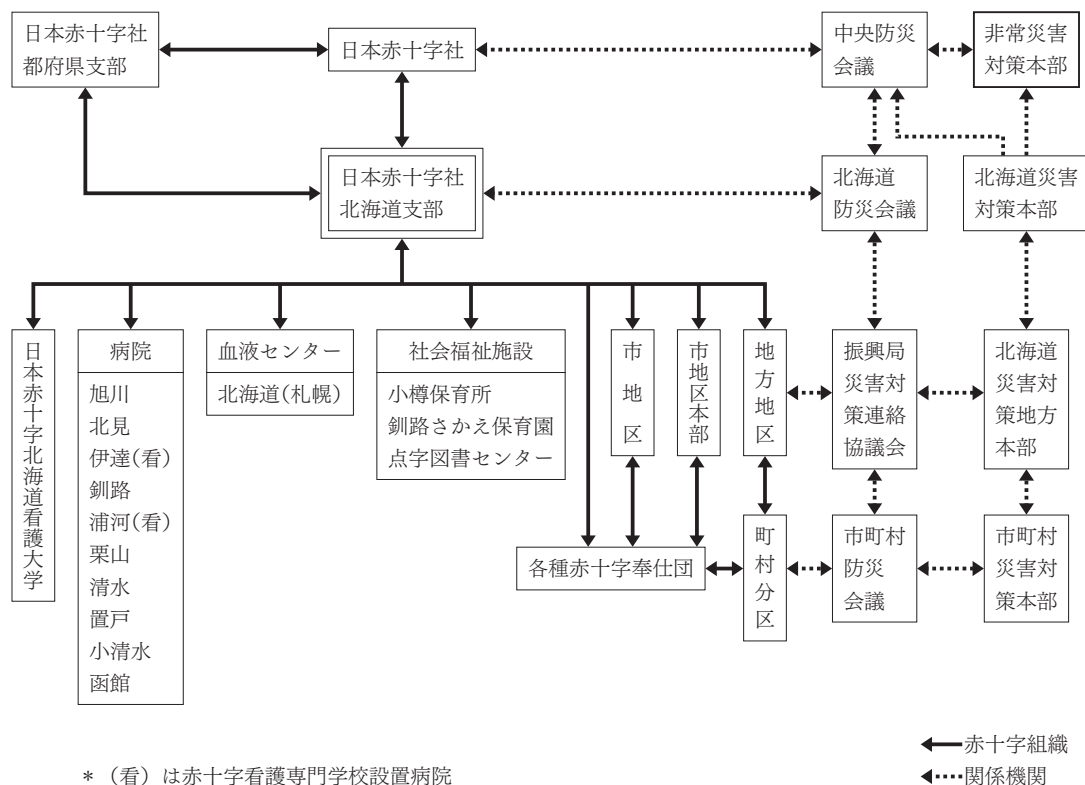 日本赤十字社
都府県支部
日本赤十字社
中央防災
会議
非常災害
対策本部
日本赤十字社
北海道支部
北海道
防災会議
北海道災害
対策本部
日本赤十字北海道看護大学
病院
旭川
北見
伊達(看)
釧路
浦河(看)
栗山
清水
置戸
小清水
函館
血液センター
北海道(札幌)
社会福祉施設
小樽保育所
釧路さかえ保育園
点字図書センター
市地区
市地区本部
地方地区
振興局
災害対
策連絡
協議会
北海道
災害対
策地方
本部
各種赤十字奉仕団
町村分区
市町村
防災
会議
市町村
災害対
策本部
赤十字組織
関係機関
* (看)は赤十字看護専門学校設置病院